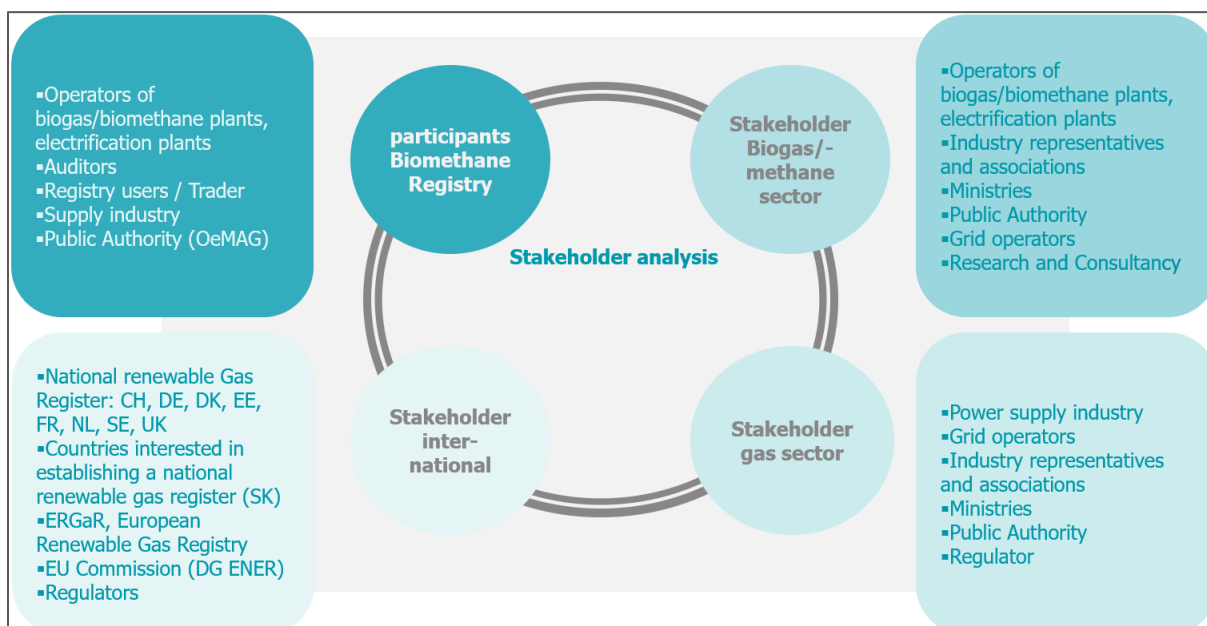 ▪Operators of
biogas/biomethane plants,
electrification plants
▪Auditors
▪Registry users / Trader
▪Supply industry
▪Public Authority (OeMAG)
participants
Biomethane
Registry
Stakeholder
Biogas/-
methane
sector
▪Operators of
biogas/biomethane plants,
electrification plants
▪Industry representatives
and associations
▪Ministries
▪Public Authority
▪Grid operators
▪Research and Consultancy
Stakeholder analysis
▪National renewable Gas
Register: CH, DE, DK, EE,
FR, NL, SE, UK
▪Countries interested in
establishing a national
renewable gas register (SK)
▪ERGaR, European
Renewable Gas Registry
▪EU Commission (DG ENER)
▪Regulators
Stakeholder
inter-
national
Stakeholder
gas sector
▪Power supply industry
▪Grid operators
▪Industry representatives
and associations
▪Ministries
▪Public Authority
▪Regulator